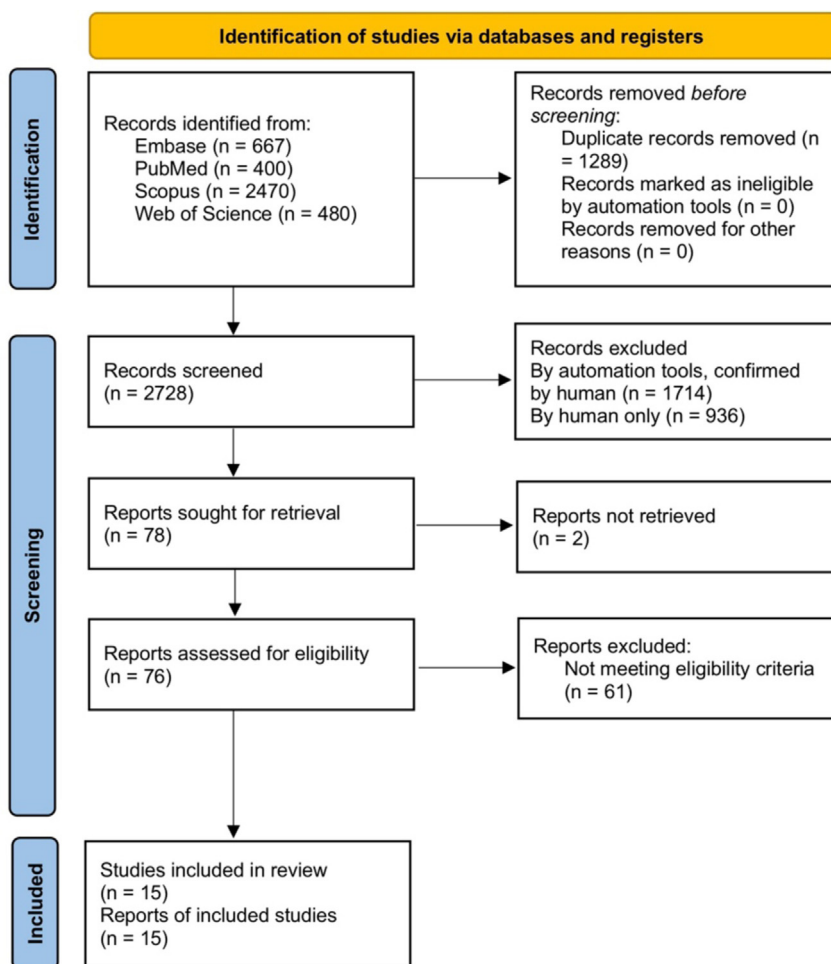 Identification of studies via databases and registers
Identification
Records identified from:
Embase (n = 667)
PubMed (n = 400)
Scopus (n = 2470)
Web of Science (n = 480)
Records removed before
screening:
Duplicate records removed (n
= 1289)
Records marked as ineligible
by automation tools (n = 0)
Records removed for other
reasons (n = 0)
Screening
Records screened
(n = 2728)
Records excluded
By automation tools, confirmed
by human (n = 1714)
By human only (n = 936)
Reports sought for retrieval
(n = 78)
Reports not retrieved
(n = 2)
Reports assessed for eligibility
(n = 76)
Reports excluded:
Not meeting eligibility criteria
(n = 61)
Included
Studies included in review
(n = 15)
Reports of included studies
(n = 15)